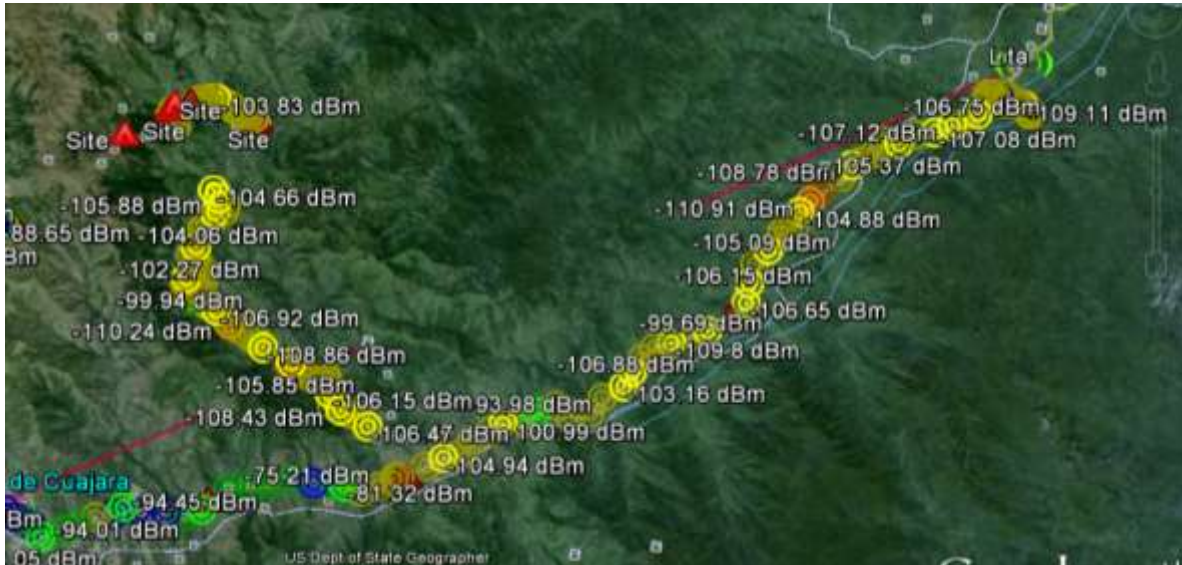 Lita
-103.83 dBm
Site
Site
Site
Site
-106.75 dBm
-109.11 dBm
-107.12 dBm
-107.08 dBm
-108.78 dBm
-105.37 dBm
-104.66 dBm
-105.88 dBm
-110.91 dBm
-104.88 dBm
88.65 dBm
-104.06 dBm
-105.09 dBm
Bm
-102.27 dBm
-106.15 dBm
-99.94 dBm
-106.65 dBm
-106.92 dBm
-110.24 dBm
-99.69 dBm
-109.8 dBm
-108.86 dBm
-106.88 dBm
-105.85 dBm
-103.16 dBm
-106.15 dBm
-93.98 dBm
-108.43 dBm
-106.47 dBm
-100.99 dBm
-104.94 dBm
-75.21 dBm
de Cuajara
-81.32 dBm
-94.45 dBm
Bm
-94.01 dBm
05 dBm
US Dept of State Geographer